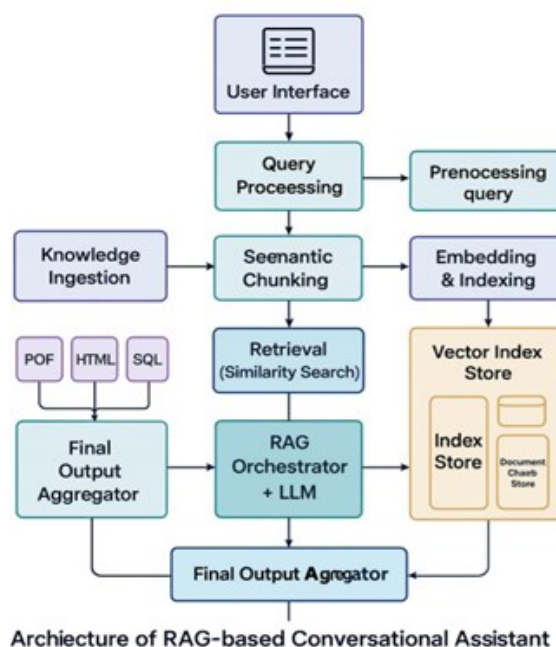 User Interface
Query
Proceessing
Prenocessing
query
Knowledge
Ingestion
Seemantic
Chunking
Embedding
& Indexing
POF
HTML
SQL
Retrieval
(Similarity Search)
Vector Index
Store
Index
Store
Document
Chairb
Store
Final
Output
Aggregator
RAG
Orchestrator
+ LLM
Final Output Agregator
Archiecture of RAG-based Conversational Assistant